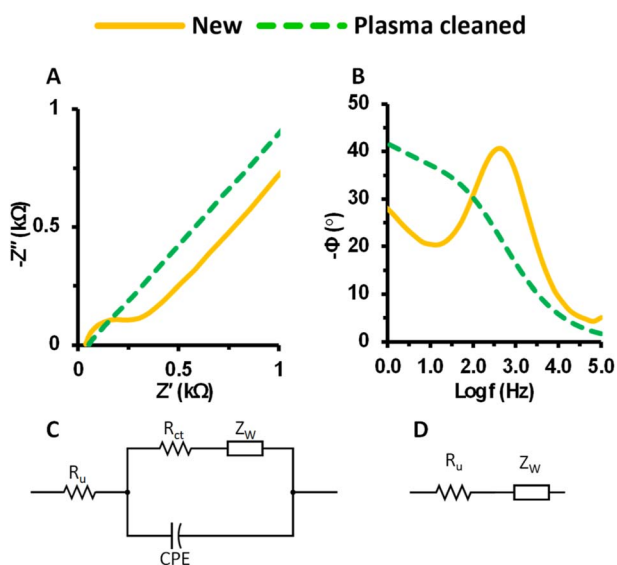 New Plasma cleaned
A
1
0.5
0
-Z″ (kΩ)
0 0.5 1
Z′ (kΩ)
B
50
40
30
20
10
0
-Φ (°)
0.0 1.0 2.0 3.0 4.0 5.0
Logf (Hz)
C
Ru
Rct
ZW
CPE
D
Ru
ZW